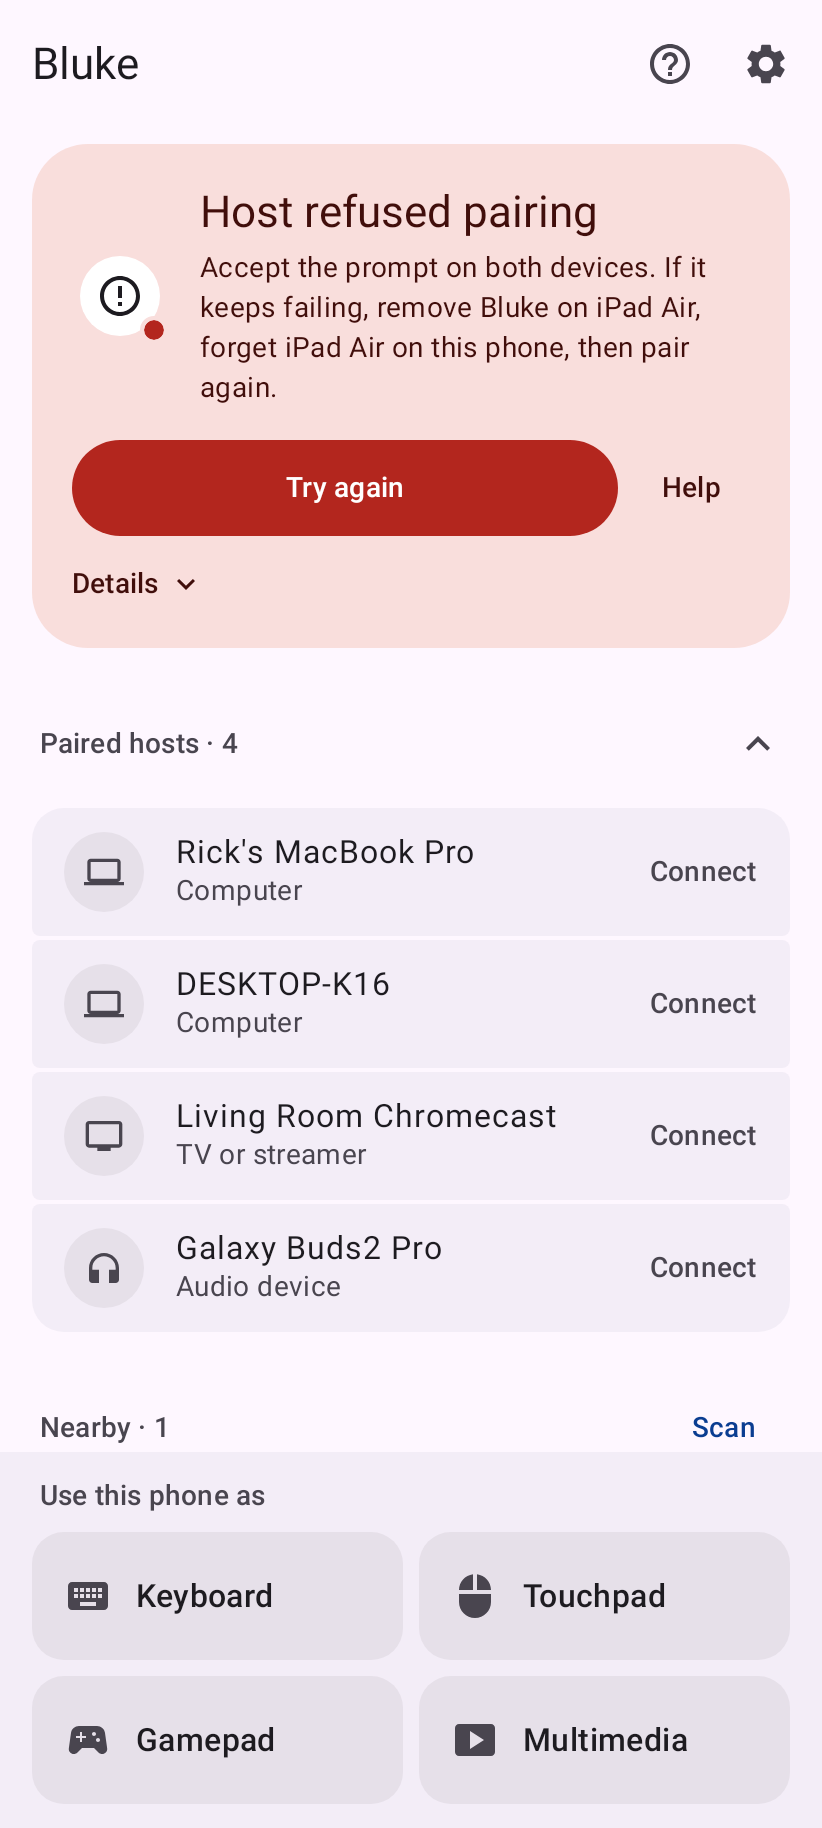 Bluke
Host refused pairing
Accept the prompt on both devices. If it
keeps failing, remove Bluke on iPad Air,
forget iPad Air on this phone, then pair
again.
Try again
Help
Details
Paired hosts · 4
Rick's MacBook Pro
Computer
Connect
DESKTOP-K16
Computer
Connect
Living Room Chromecast
TV or streamer
Connect
Galaxy Buds2 Pro
Audio device
Connect
Nearby · 1
Scan
Use this phone as
Keyboard
Touchpad
Gamepad
Multimedia